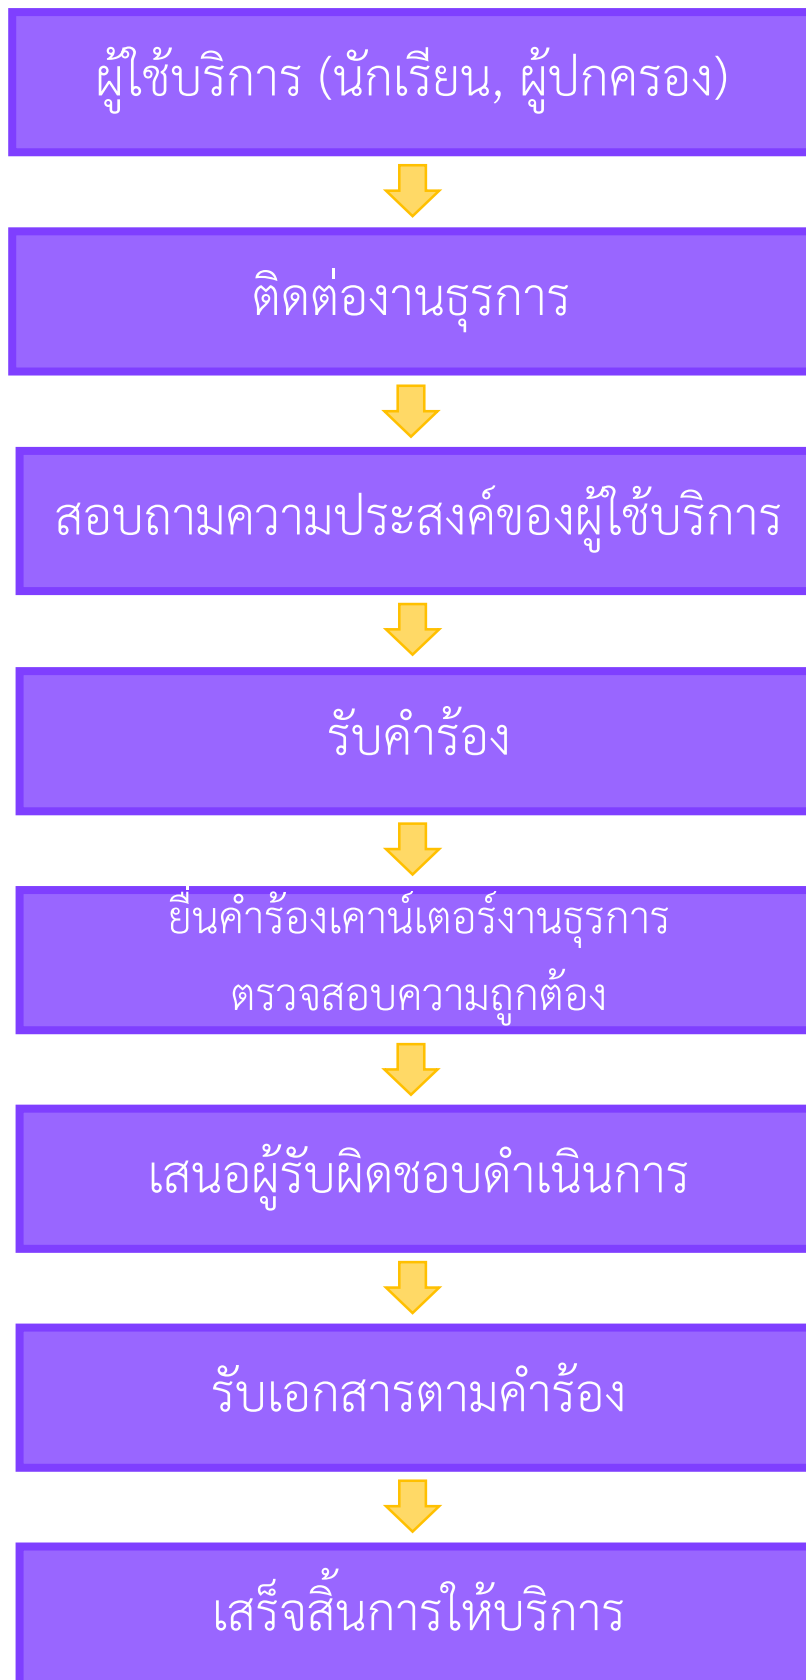 ผู้ใช้บริการ (นักเรียน, ผู้ปกครอง)
ติดต่องานธุรการ
สอบถามความประสงค์ของผู้ใช้บริการ
รับคำร้อง
ยื่นคำร้องเคาน์เตอร์งานธุรการ
ตรวจสอบความถูกต้อง
เสนอผู้รับผิดชอบดำเนินการ
รับเอกสารตามคำร้อง
เสร็จสิ้นการให้บริการ